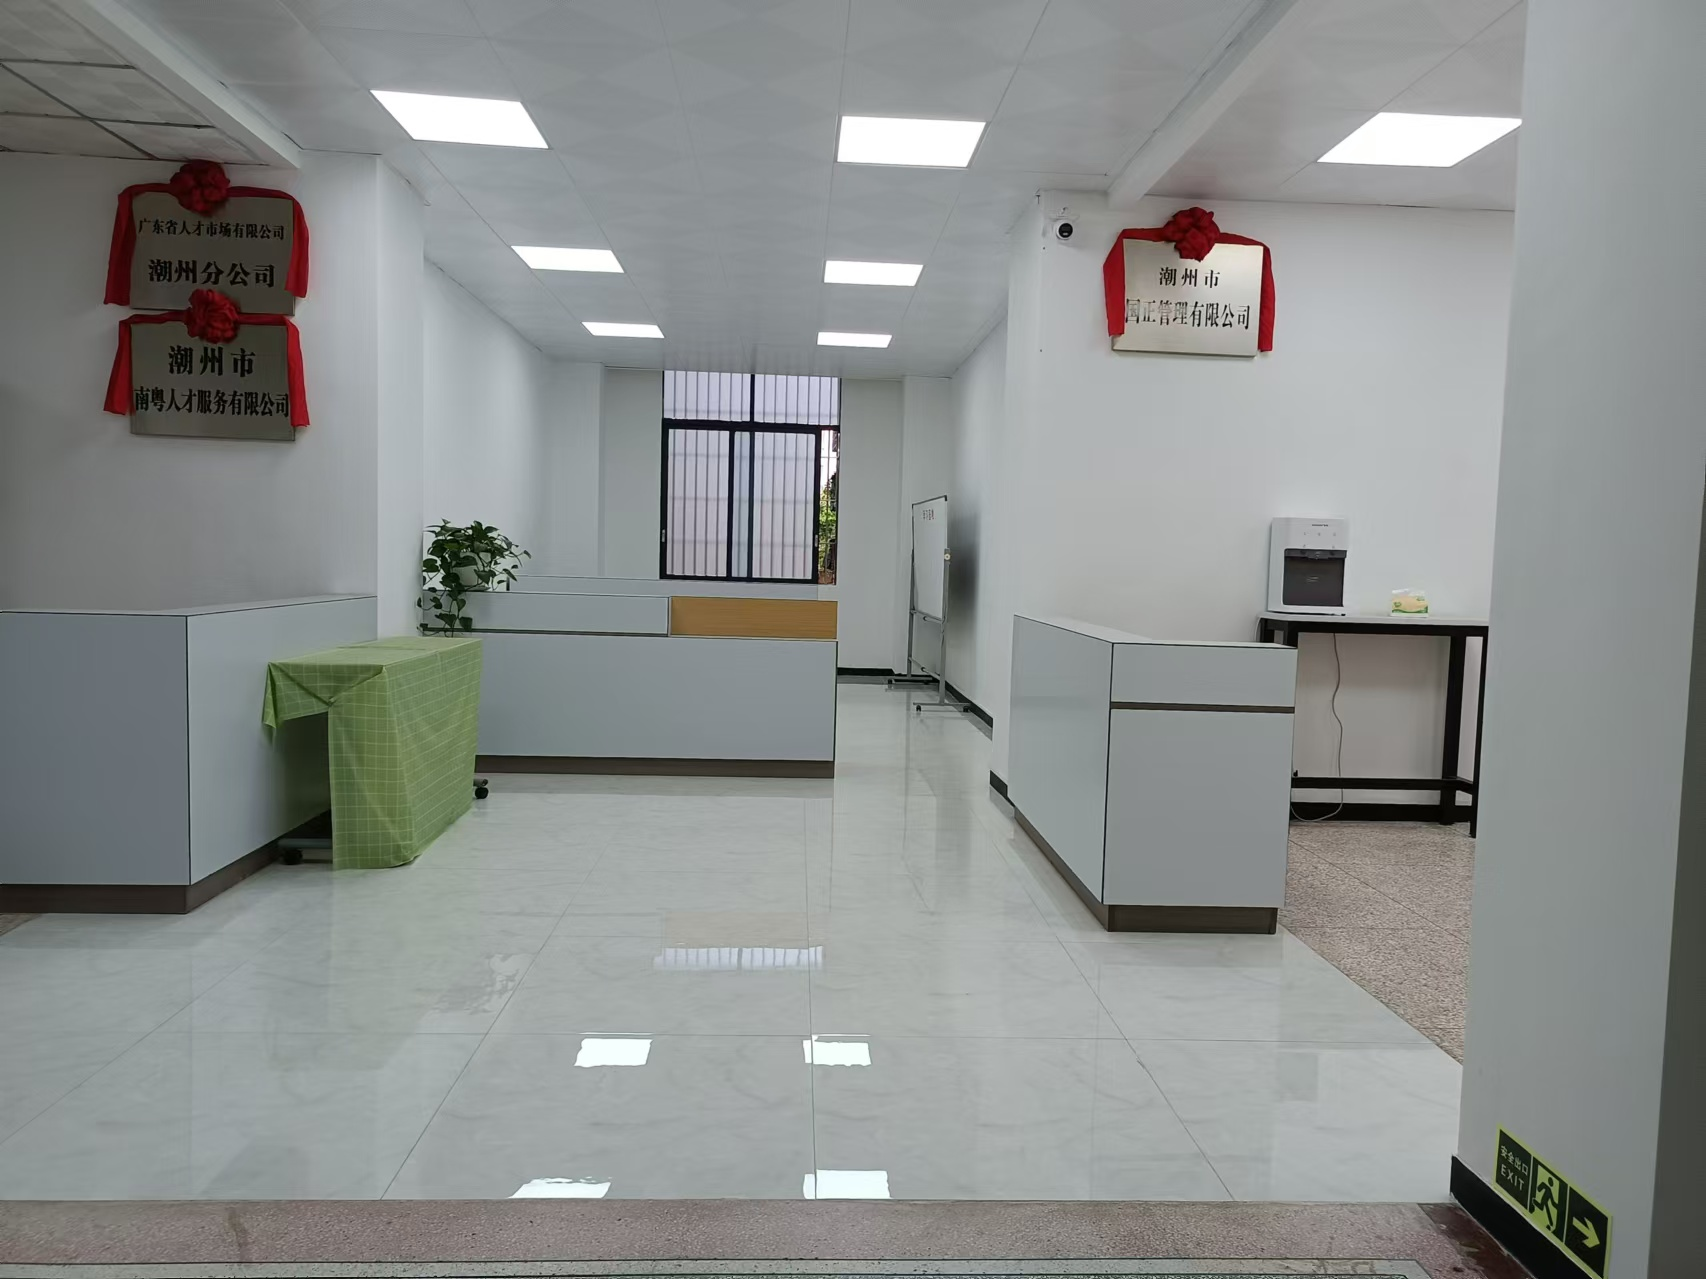 广东省人才市场有限公司
潮州分公司
潮州市
南粤人才服务有限公司
潮州市
国正管理有限公司
安全出口
EXIT